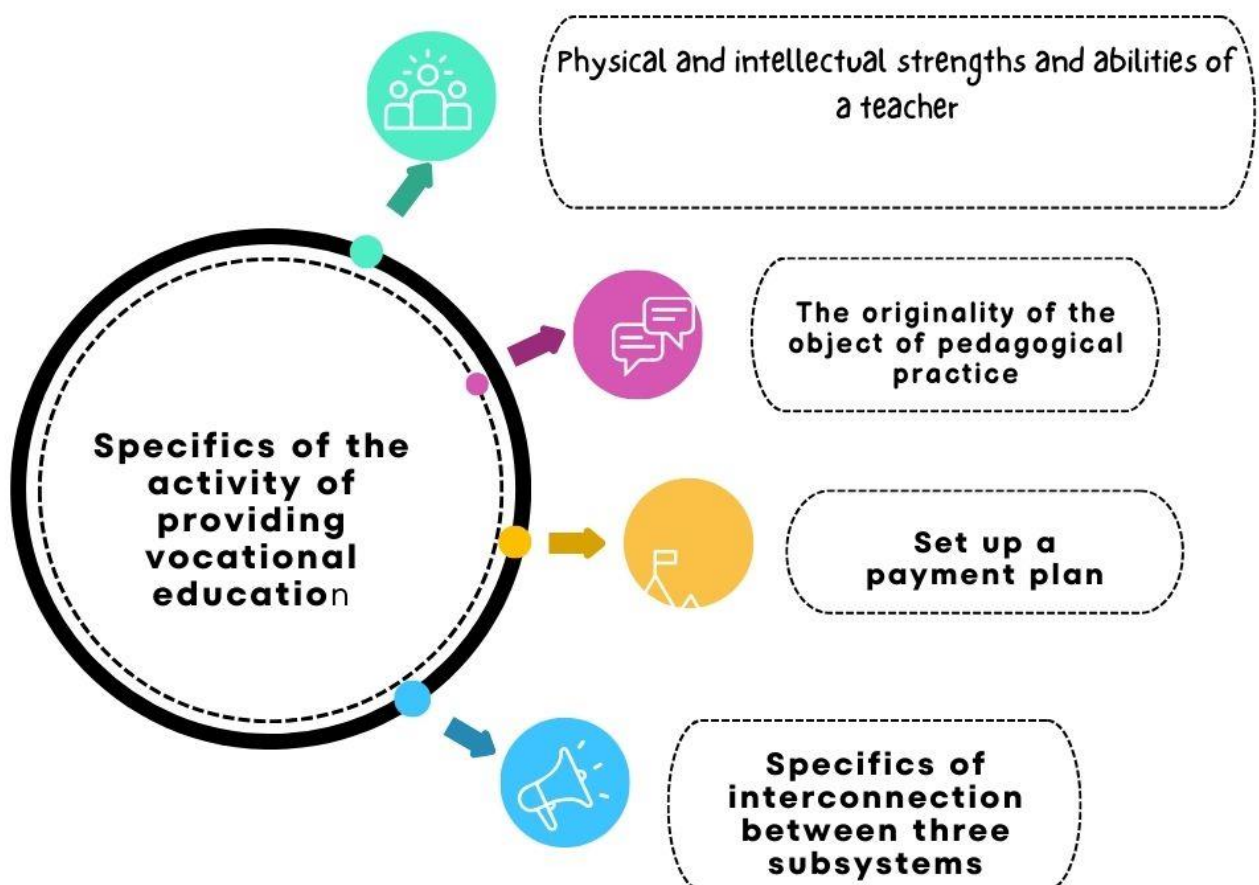 Physical and intellectual strengths and abilities of
a teacher
The originality of the
object of pedagogical
practice
Specifics of the
activity of
providing
vocational
education
Set up a
payment plan
Specifics of
interconnection
between three
subsystems